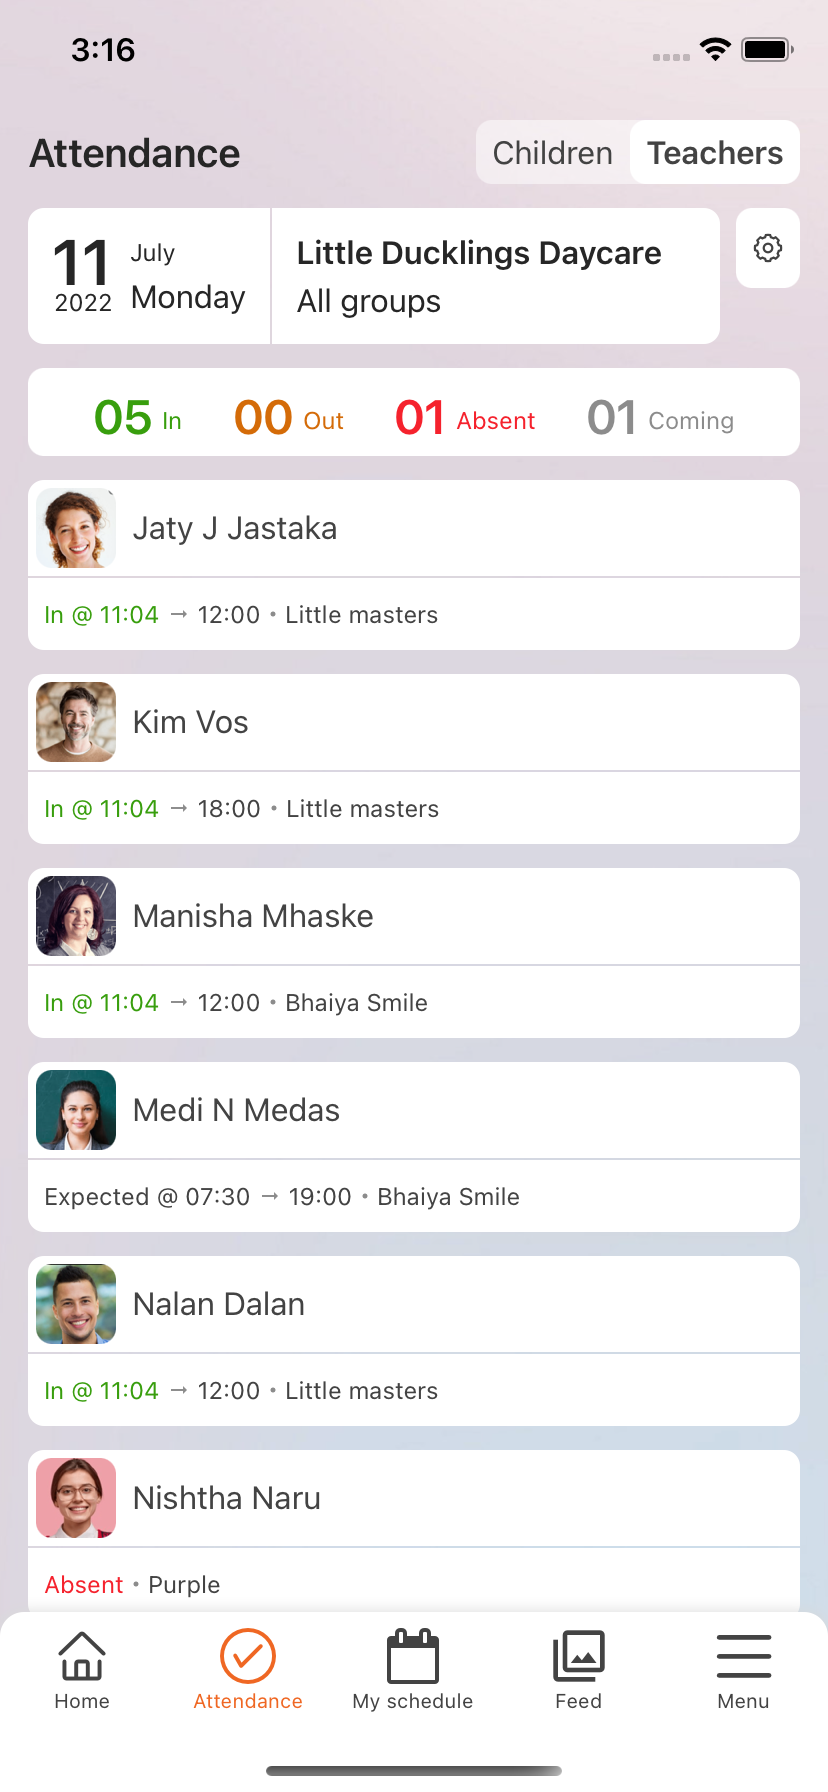 3:16
Attendance
Children Teachers
11 July
2022 Monday
Little Ducklings Daycare
All groups
05 In 00 Out 01 Absent 01 Coming
Jaty J Jastaka
In @ 11:04 → 12:00 • Little masters
Kim Vos
In @ 11:04 → 18:00 • Little masters
Manisha Mhaske
In @ 11:04 → 12:00 • Bhaiya Smile
Medi N Medas
Expected @ 07:30 → 19:00 • Bhaiya Smile
Nalan Dalan
In @ 11:04 → 12:00 • Little masters
Nishtha Naru
Absent • Purple
Home Attendance My schedule Feed Menu